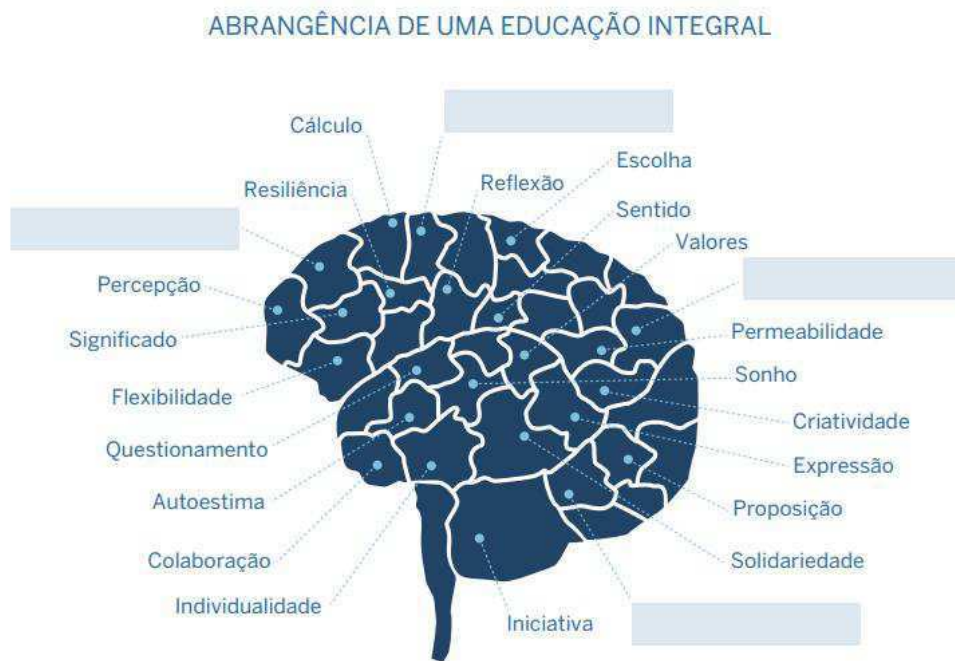 ABRANGÊNCIA DE UMA EDUCAÇÃO INTEGRAL
Cálculo
Resiliência
Reflexão
Escolha
Sentido
Valores
Percepção
Significado
Flexibilidade
Questionamento
Autoestima
Colaboração
Individualidade
Permeabilidade
Sonho
Criatividade
Expressão
Proposição
Solidariedade
Iniciativa